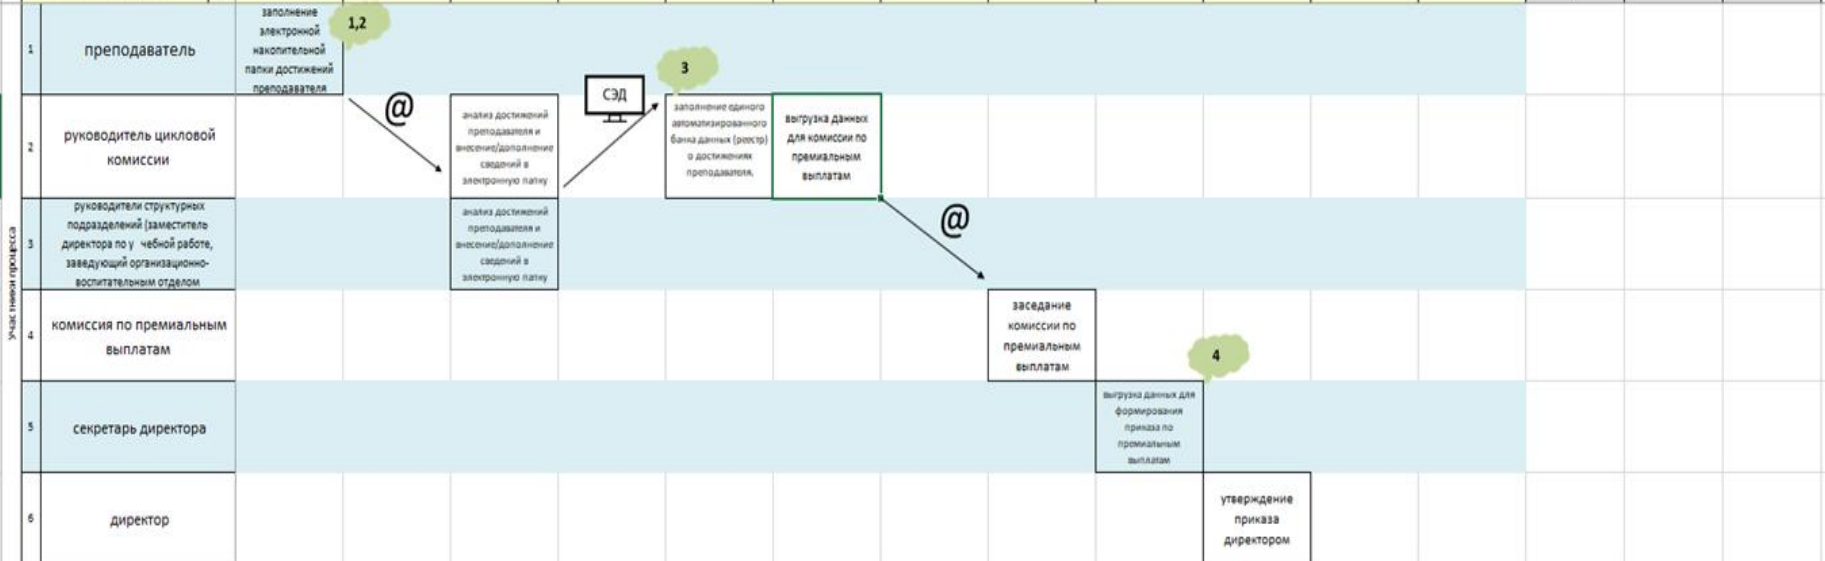 Участники процесса
1
преподаватель
заполнение
электронной
накопительной
папки достижений
преподавателя
1,2
@
СЭД
3
2
руководитель цикловой
комиссии
анализ достижений
преподавателя и
внесение/дополнение
сведений в
электронную папку
заполнение единого
автоматизированного
банка данных (реестр)
о достижениях
преподавателя.
выгрузка данных
для комиссии по
премиальным
выплатам
3
руководители структурных
подразделений (заместитель
директора по у чебной работе,
заведующий организационно-
воспитательным отделом
анализ достижений
преподавателя и
внесение/дополнение
сведений в
электронную папку
@
4
комиссия по премиальным
выплатам
заседание
комиссии по
премиальным
выплатам
4
5
секретарь директора
выгрузка данных для
формирования
приказа по
премиальным
выплатам
6
директор
утверждение
приказа
директором